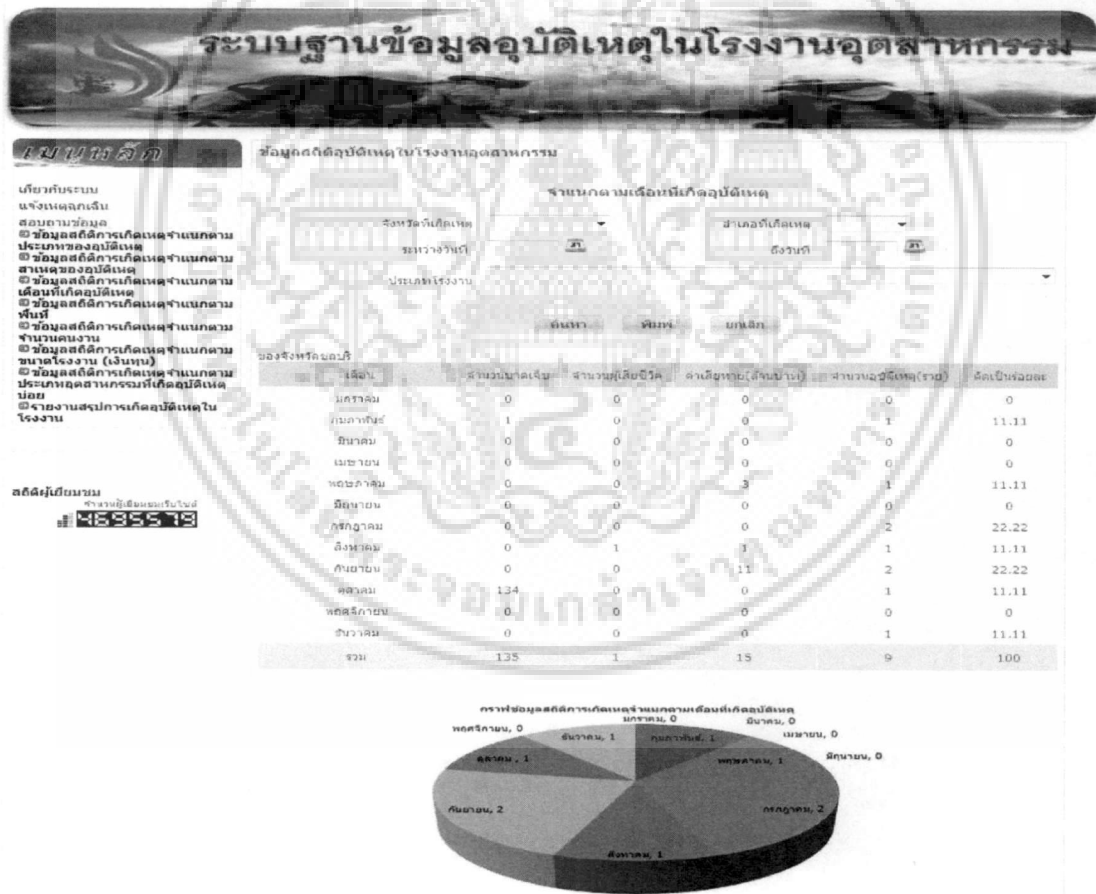 ระบบฐานข้อมูลอุบัติเหตุในโรงงานอุตสาหกรรม
เมนูหลัก
เกี่ยวกับระบบ
แจ้งเหตุฉุกเฉิน
สอบถามข้อมูล
ข้อมูลสถิติการเกิดเหตุจำแนกตาม
ประเภทของอุบัติเหตุ
ข้อมูลสถิติการเกิดเหตุจำแนกตาม
สาเหตุของอุบัติเหตุ
ข้อมูลสถิติการเกิดเหตุจำแนกตาม
เดือนที่เกิดอุบัติเหตุ
ข้อมูลสถิติการเกิดเหตุจำแนกตาม
พื้นที่
ข้อมูลสถิติการเกิดเหตุจำแนกตาม
จำนวนคนงาน
ข้อมูลสถิติการเกิดเหตุจำแนกตาม
ขนาดโรงงาน (เงินทุน)
ข้อมูลสถิติการเกิดเหตุจำแนกตาม
ประเภทอุตสาหกรรมที่เกิดอุบัติเหตุ
บ่อย
รายงานสรุปการเกิดอุบัติเหตุใน
โรงงาน
สถิติผู้เยี่ยมชม
จำนวนผู้เยี่ยมชมเว็บไซต์
4695579
ข้อมูลสถิติอุบัติเหตุในโรงงานอุตสาหกรรม
จำแนกตามเดือนที่เกิดอุบัติเหตุ
จังหวัดที่เกิดเหตุ อำเภอที่เกิดเหตุ
ระหว่างวันที่ ถึงวันที่
ประเภทโรงงาน
ค้นหา พิมพ์ ยกเลิก
ของจังหวัดชลบุรี
เดือน จำนวนบาดเจ็บ จำนวนผู้เสียชีวิต ค่าเสียหาย(ล้านบาท) จำนวนอุบัติเหตุ(ราย) คิดเป็นร้อยละ
มกราคม 0 0 0 0 0
กุมภาพันธ์ 1 0 0 1 11.11
มีนาคม 0 0 0 0 0
เมษายน 0 0 0 0 0
พฤษภาคม 0 0 3 1 11.11
มิถุนายน 0 0 0 0 0
กรกฎาคม 0 0 0 2 22.22
สิงหาคม 0 1 1 1 11.11
กันยายน 0 0 11 2 22.22
ตุลาคม 134 0 0 1 11.11
พฤศจิกายน 0 0 0 0 0
ธันวาคม 0 0 0 1 11.11
รวม 135 1 15 9 100
กราฟข้อมูลสถิติการเกิดเหตุจำแนกตามเดือนที่เกิดอุบัติเหตุ
มกราคม, 0
พฤศจิกายน, 0
มีนาคม, 0
ธันวาคม, 1
กุมภาพันธ์, 1
เมษายน, 0
ตุลาคม , 1
พฤษภาคม, 1
มิถุนายน, 0
กันยายน, 2
กรกฎาคม, 2
สิงหาคม, 1